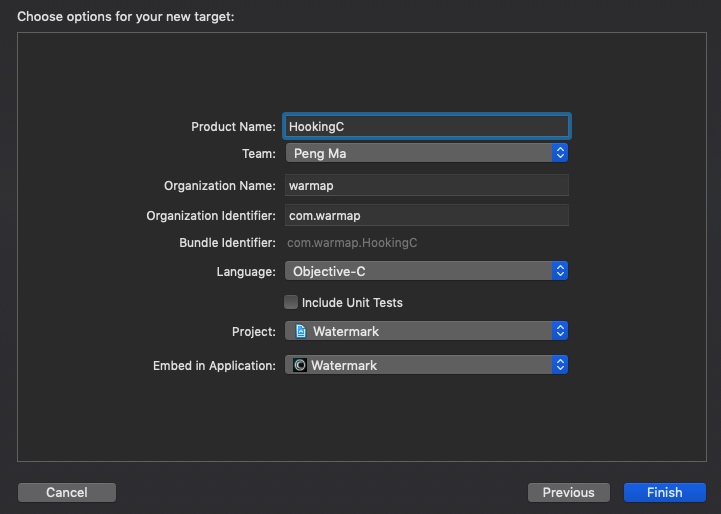 Choose options for your new target:
Product Name: HookingC
Team: Peng Ma
Organization Name: warmap
Organization Identifier: com.warmap
Bundle Identifier: com.warmap.HookingC
Language: Objective-C
Include Unit Tests
Project: Watermark
Embed in Application: Watermark
Cancel Previous Finish